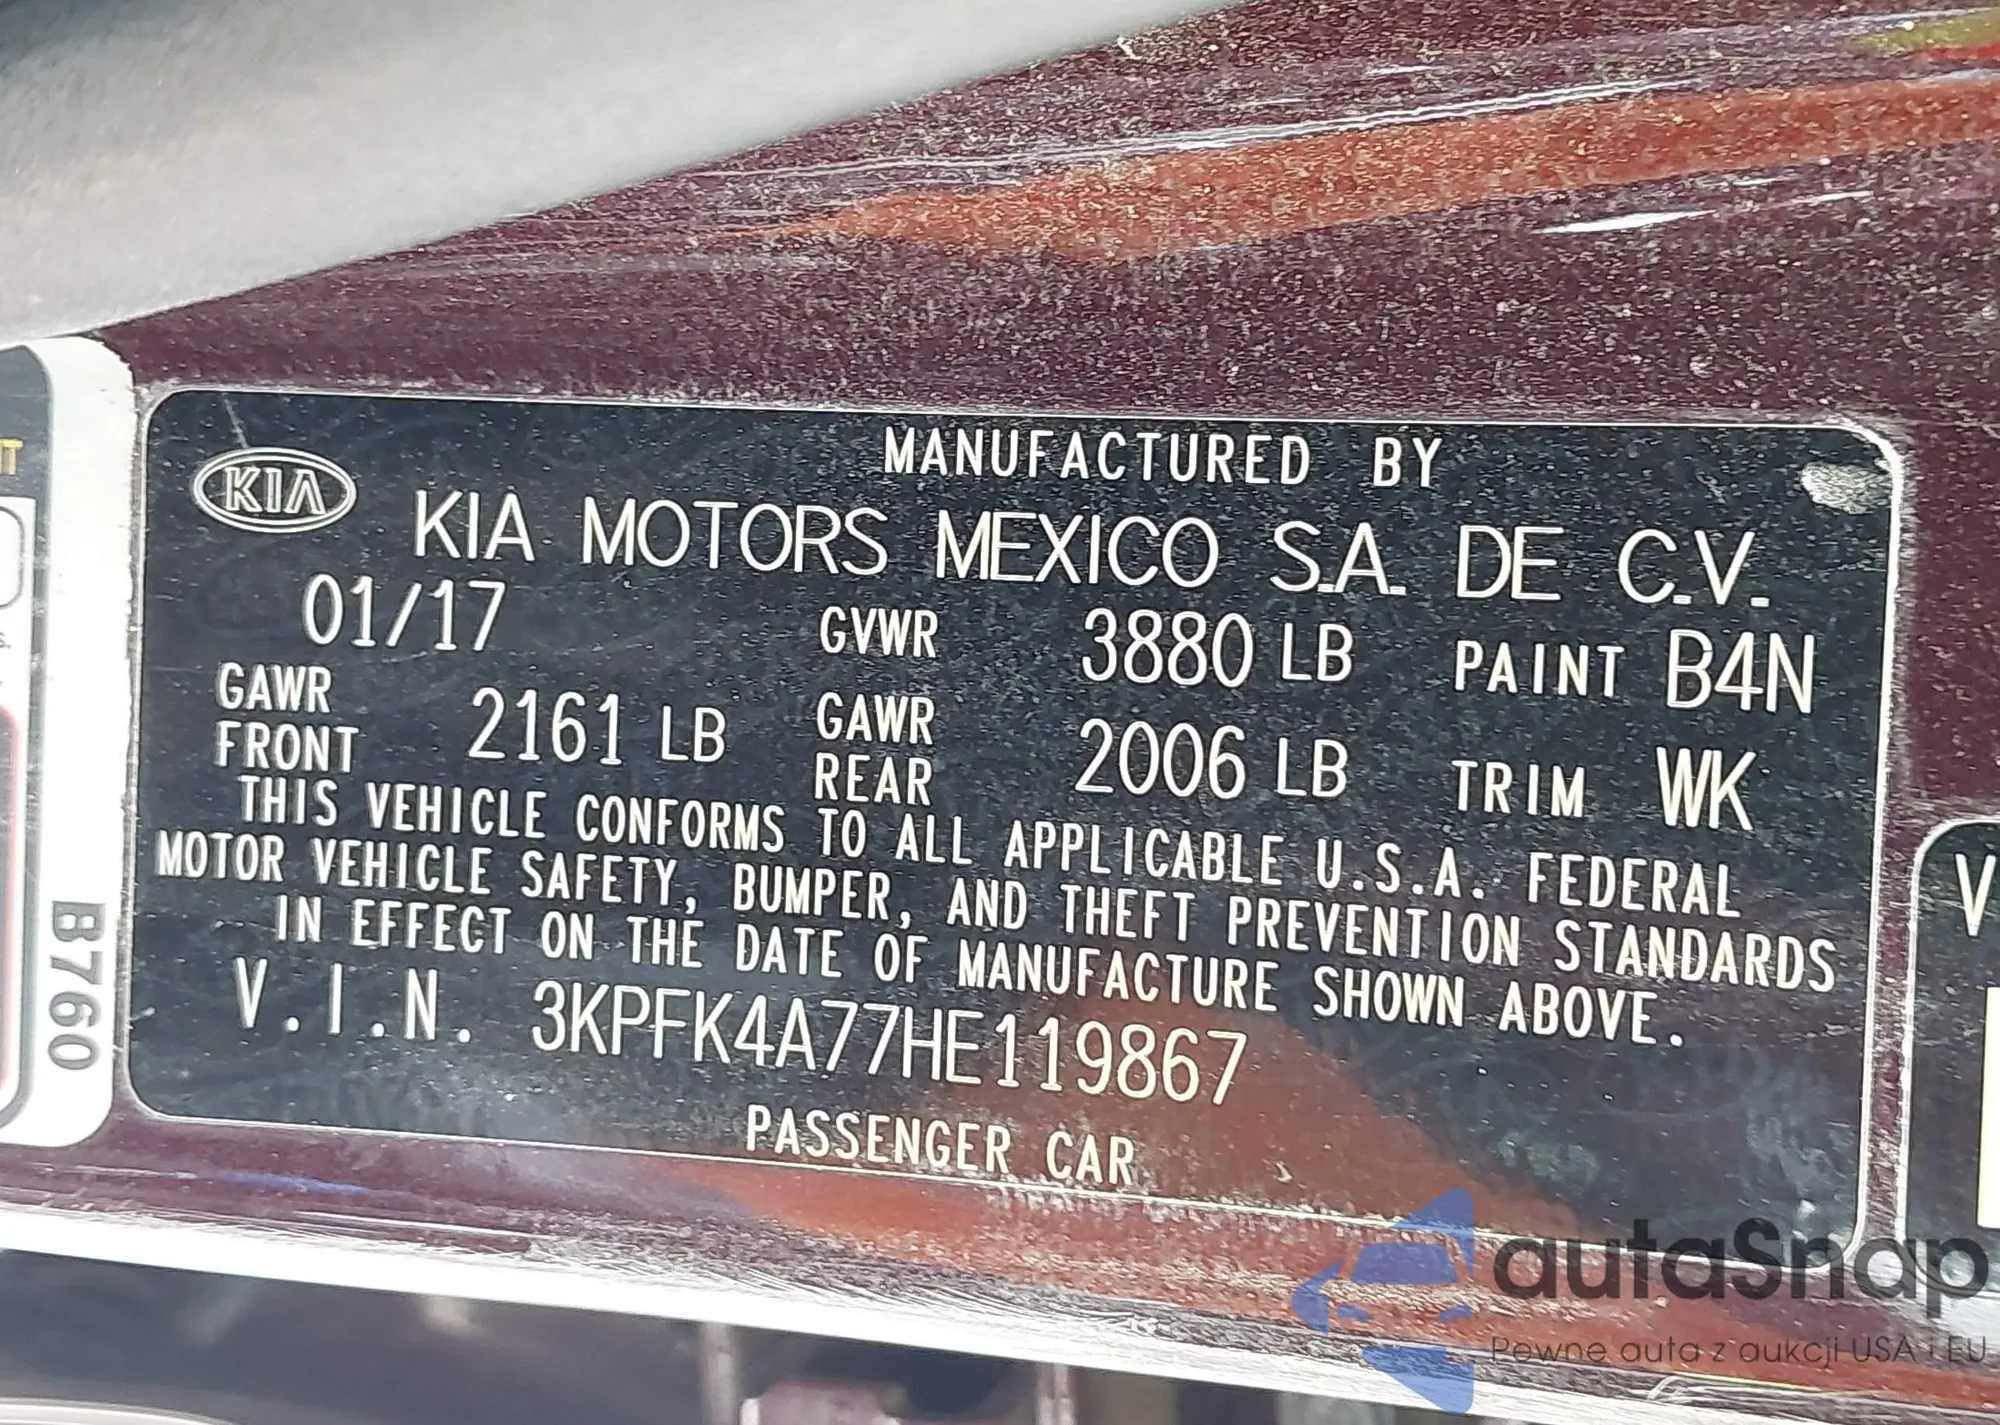 MANUFACTURED BY
KIA KIA MOTORS MEXICO S.A. DE C.V.
01/17 GVWR 3880 LB PAINT B4N
GAWR FRONT 2161 LB GAWR REAR 2006 LB TRIM WK
THIS VEHICLE CONFORMS TO ALL APPLICABLE U.S.A. FEDERAL
MOTOR VEHICLE SAFETY, BUMPER, AND THEFT PREVENTION STANDARDS
IN EFFECT ON THE DATE OF MANUFACTURE SHOWN ABOVE.
V.I.N. 3KPFK4A77HE119867
PASSENGER CAR
B760
autaSnap
Pewne auta z aukcji USA i EU